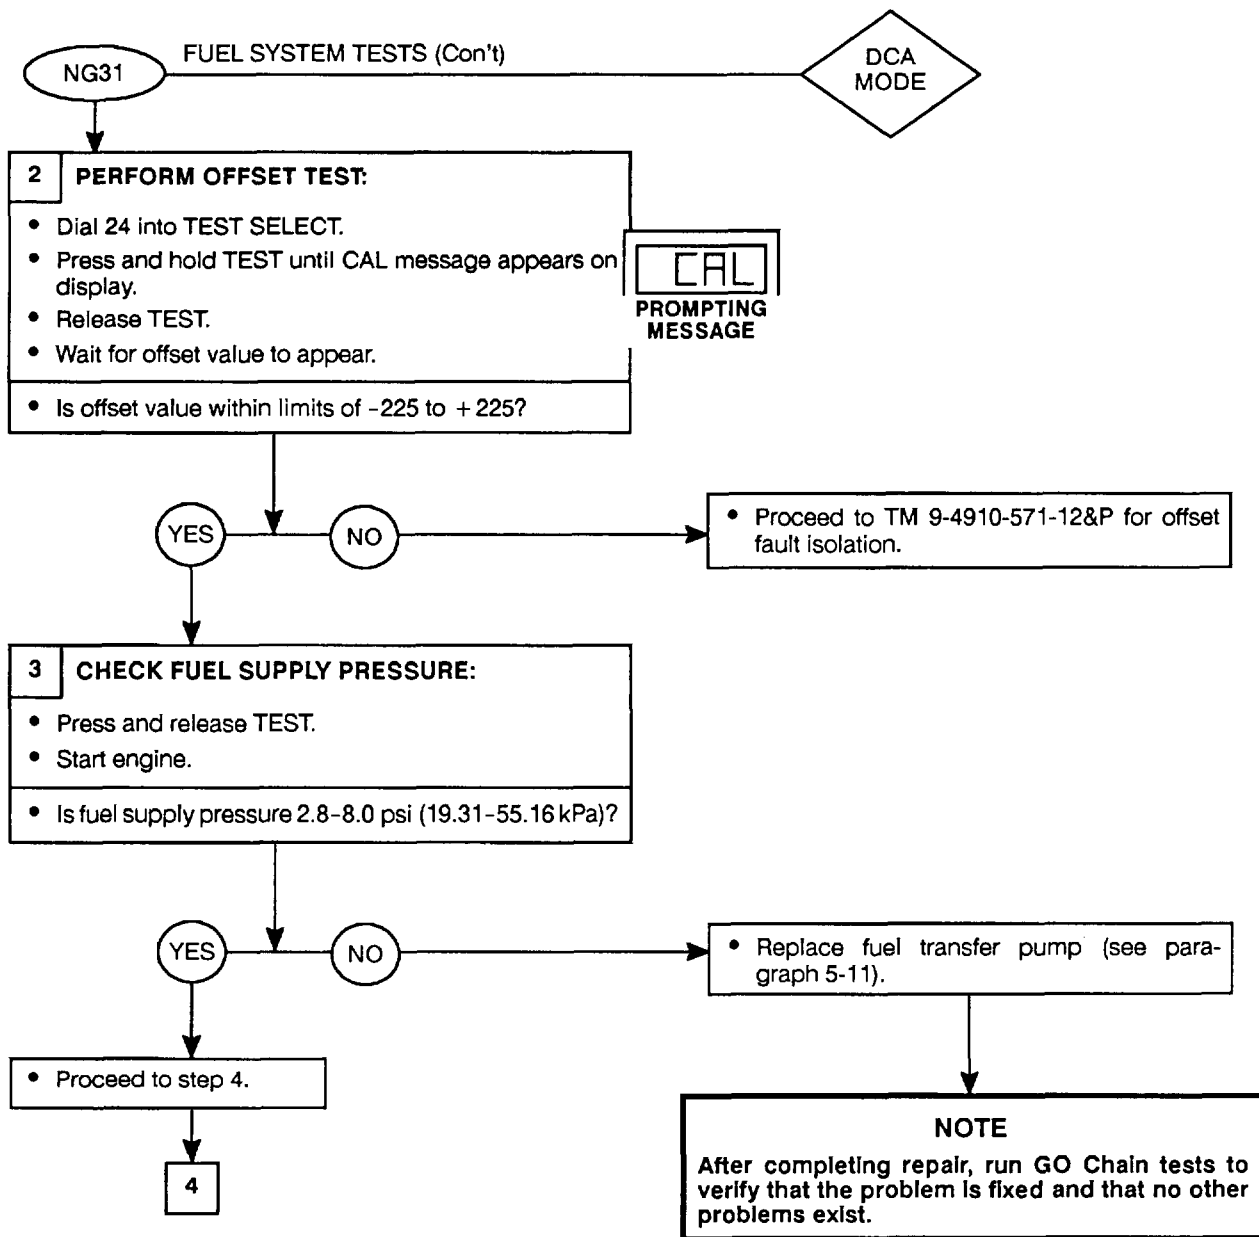 NG31
FUEL SYSTEM TESTS (Con't)
DCA
MODE
2 PERFORM OFFSET TEST:
• Dial 24 into TEST SELECT.
• Press and hold TEST until CAL message appears on
display.
• Release TEST.
• Wait for offset value to appear.
CAL
PROMPTING
MESSAGE
• Is offset value within limits of -225 to + 225?
YES
NO
• Proceed to TM 9-4910-571-12&P for offset
fault isolation.
3 CHECK FUEL SUPPLY PRESSURE:
• Press and release TEST.
• Start engine.
• Is fuel supply pressure 2.8-8.0 psi (19.31-55.16 kPa)?
YES
NO
• Replace fuel transfer pump (see para-
graph 5-11).
• Proceed to step 4.
4
NOTE
After completing repair, run GO Chain tests to
verify that the problem is fixed and that no other
problems exist.